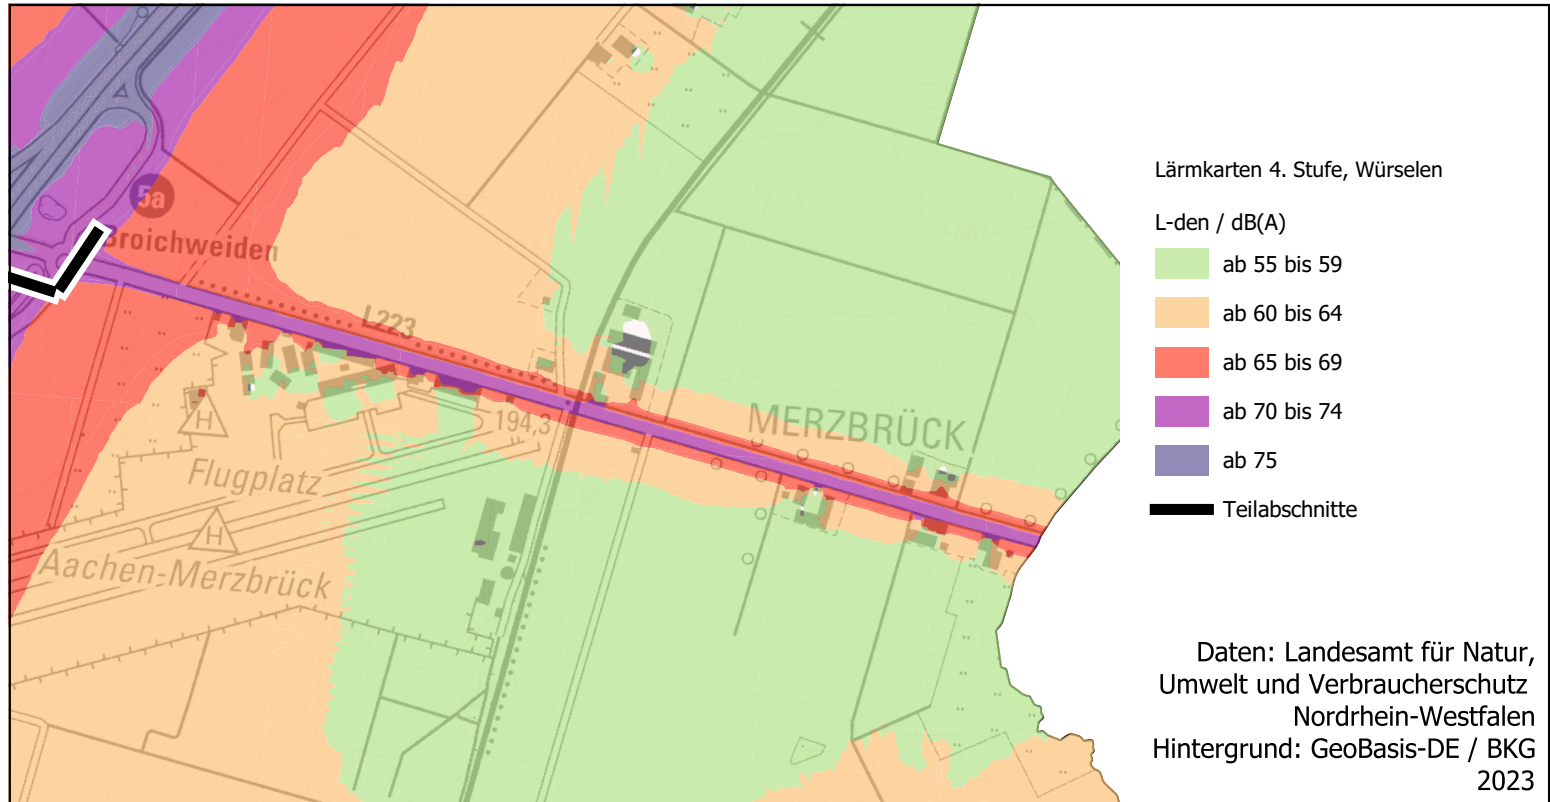 5a
Broichweiden
L223
194,3
MERZBRÜCK
H
Flugplatz
H
Aachen-Merzbrück
Lärmkarten 4. Stufe, Würselen
L-den / dB(A)
ab 55 bis 59
ab 60 bis 64
ab 65 bis 69
ab 70 bis 74
ab 75
Teilabschnitte
Daten: Landesamt für Natur,
Umwelt und Verbraucherschutz
Nordrhein-Westfalen
Hintergrund: GeoBasis-DE / BKG
2023